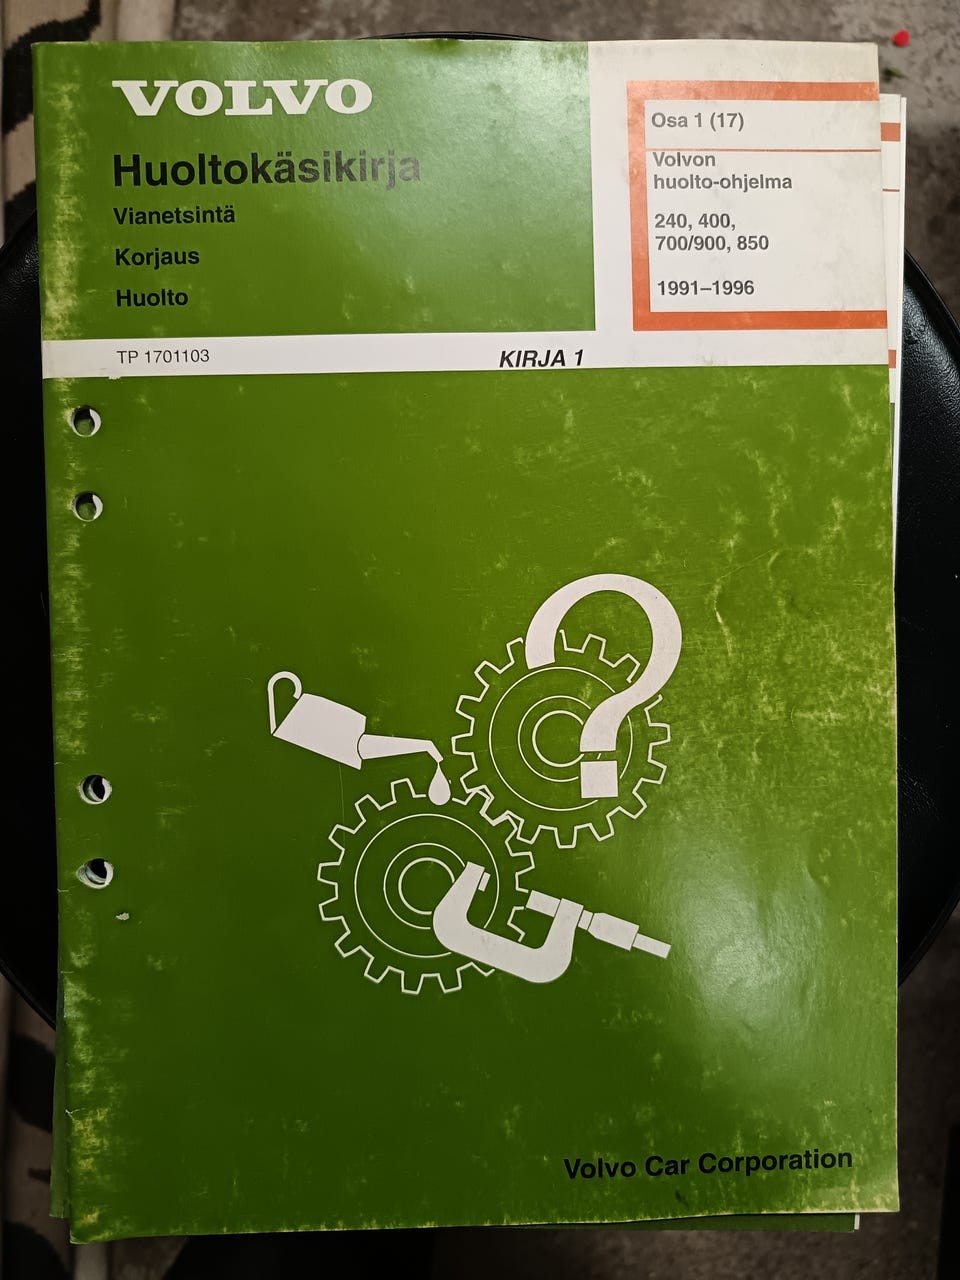 VOLVO
Huoltokäsikirja
Vianetsintä
Korjaus
Huolto
Osa 1 (17)
Volvon
huolto-ohjelma
240, 400,
700/900, 850
1991–1996
TP 1701103
KIRJA 1
Volvo Car Corporation